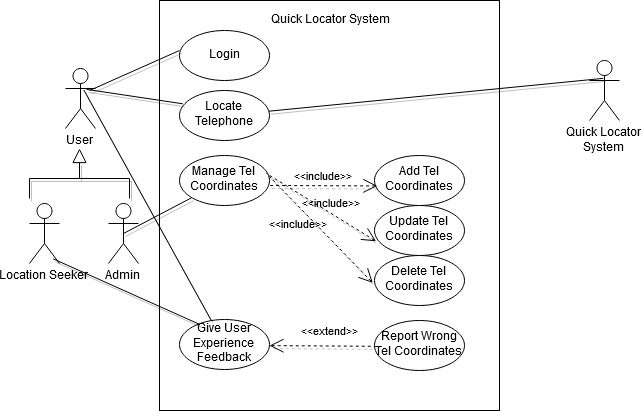 Quick Locator System
Login
Locate
Telephone
User
Quick Locator
System
Manage Tel
Coordinates
<<include>>
Add Tel
Coordinates
<<include>>
Update Tel
Coordinates
<<include>>
Location Seeker
Admin
Delete Tel
Coordinates
Give User
Experience
Feedback
<<extend>>
Report Wrong
Tel Coordinates